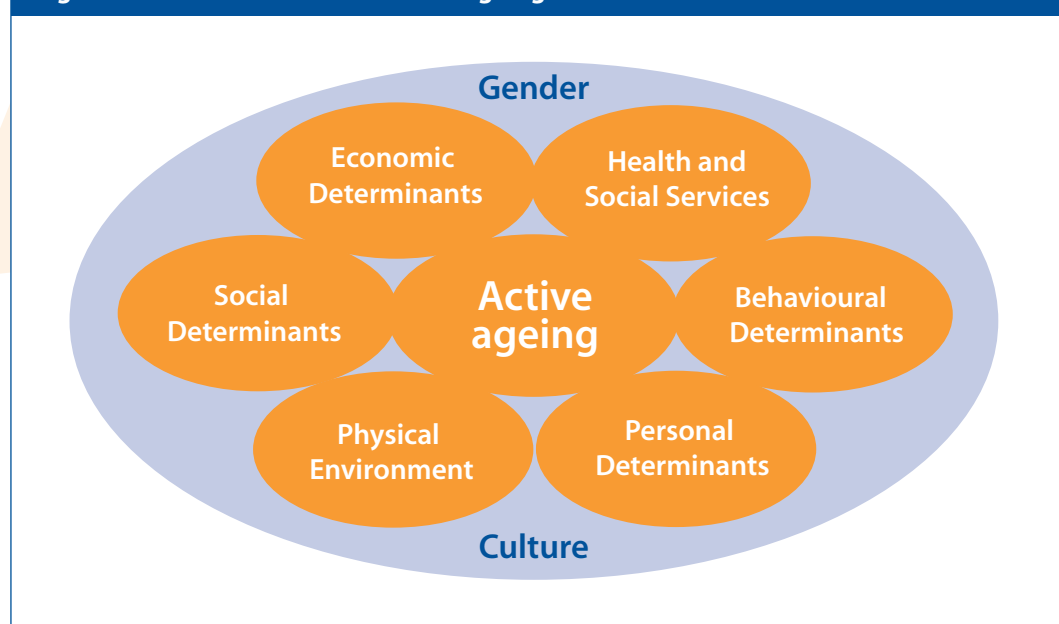 Gender
Economic
Determinants
Health and
Social Services
Social
Determinants
Active
ageing
Behavioural
Determinants
Physical
Environment
Personal
Determinants
Culture